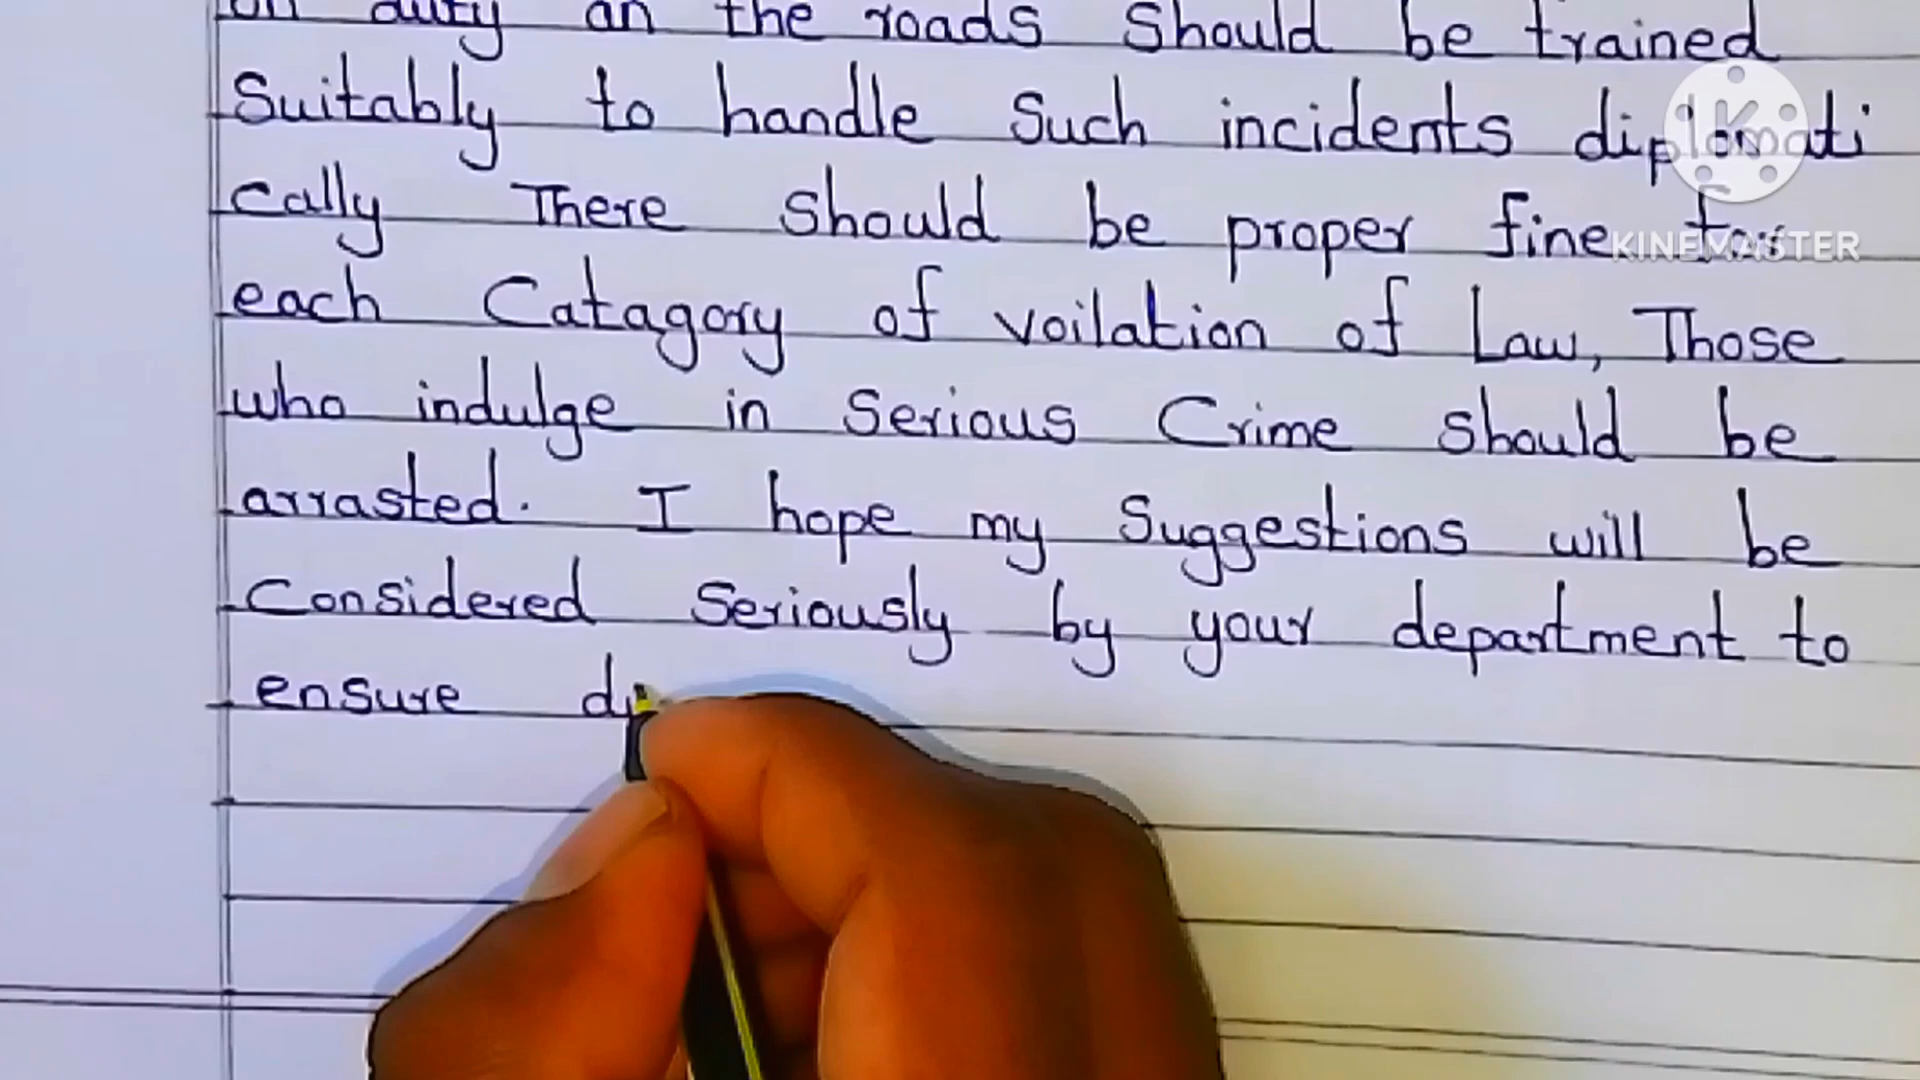 on duty an the roads should be trained
suitably to handle such incidents diplomati
cally There should be proper fine for
KINEMASTER
each Catagory of voilation of Law, Those
who indulge in serious Crime should be
arrasted. I hope my suggestions will be
Considered seriously by your department to
ensure